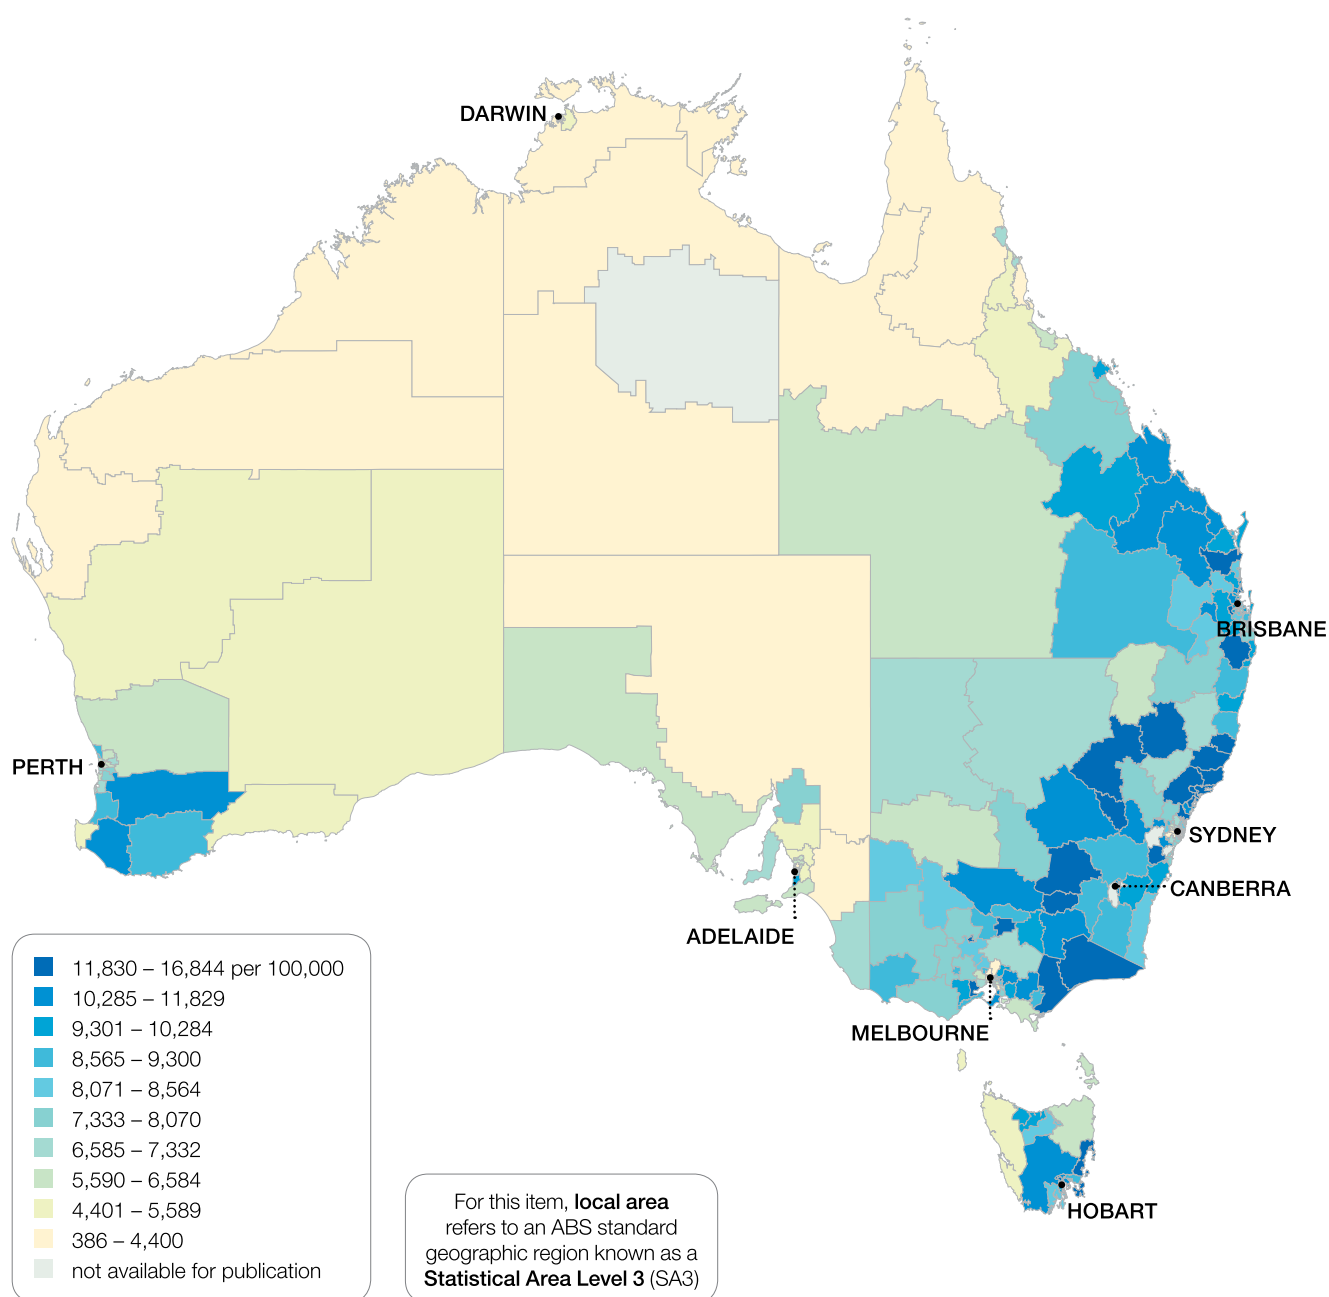 DARWIN
BRISBANE
PERTH
SYDNEY
CANBERRA
ADELAIDE
MELBOURNE
HOBART
11,830 – 16,844 per 100,000
10,285 – 11,829
9,301 – 10,284
8,565 – 9,300
8,071 – 8,564
7,333 – 8,070
6,585 – 7,332
5,590 – 6,584
4,401 – 5,589
386 – 4,400
not available for publication
For this item, local area
refers to an ABS standard
geographic region known as a
Statistical Area Level 3 (SA3)